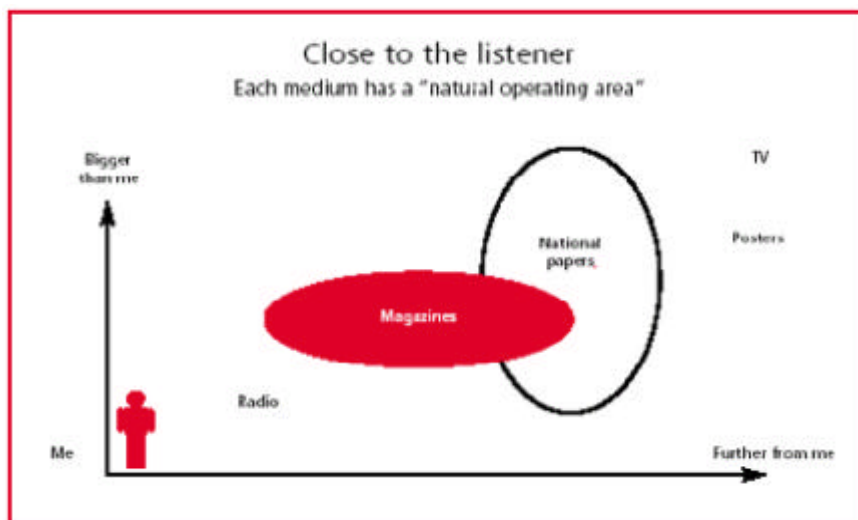 Close to the listener
Each medium has a "natural operating area"
Bigger
than me
TV
Posters
National
papers.
Magazines
Radio
Me
Further from me